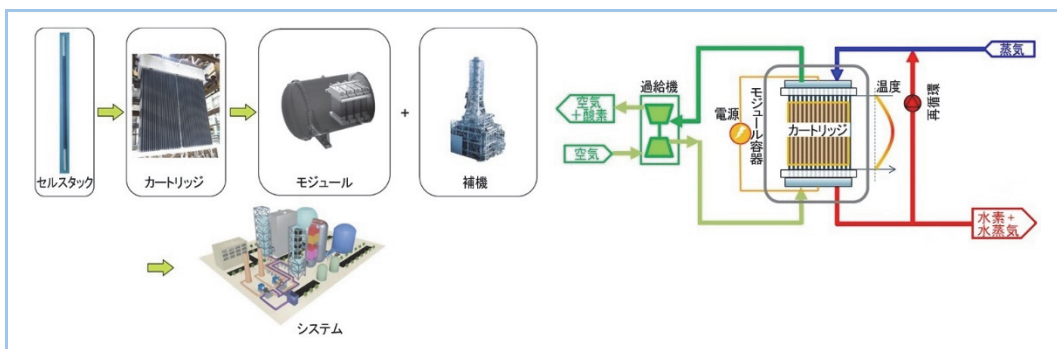 セルスタック
カートリッジ
モジュール
+
補機
システム
過給機
空気
+酸素
空気
電源
モジュール容器
カートリッジ
温度
再循環
蒸気
水素+
水蒸気